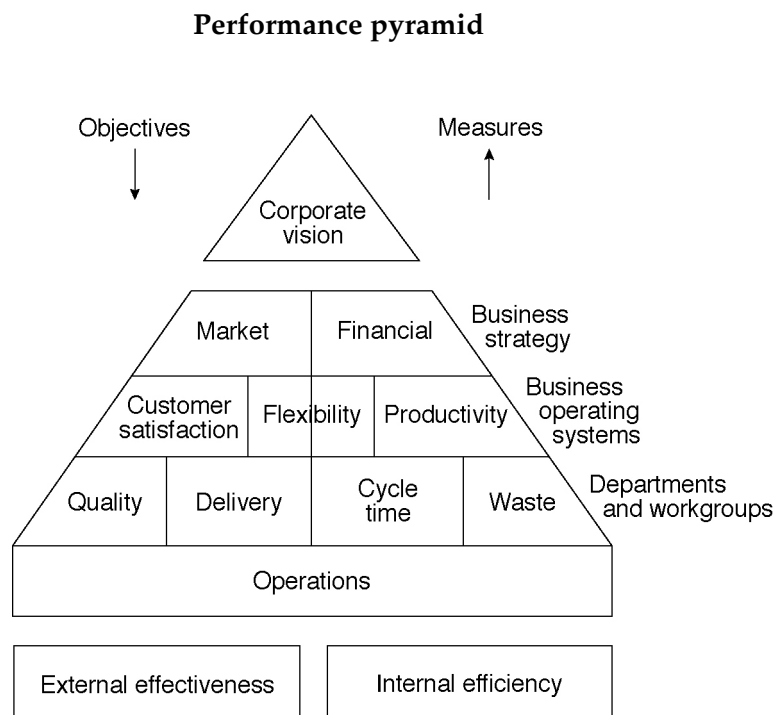 Performance pyramid
Objectives
Measures
Corporate
vision
Market
Financial
Business
strategy
Customer
satisfaction
Flexibility
Productivity
Business
operating
systems
Quality
Delivery
Cycle
time
Waste
Departments
and workgroups
Operations
External effectiveness
Internal efficiency